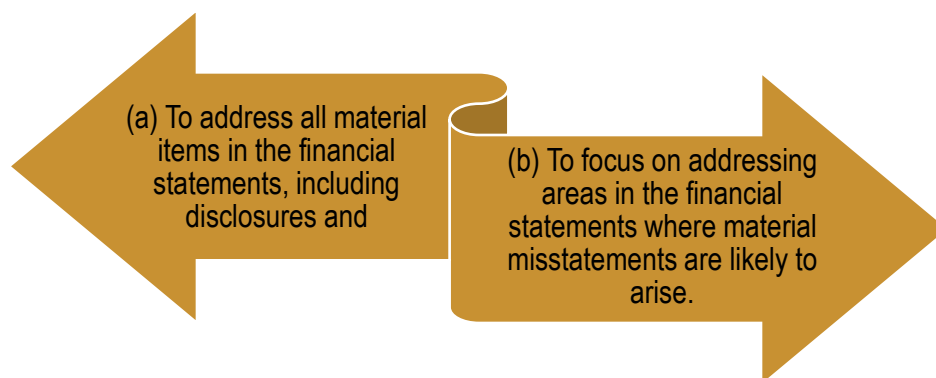 (a) To address all material
items in the financial
statements, including
disclosures and
(b) To focus on addressing
areas in the financial
statements where material
misstatements are likely to
arise.